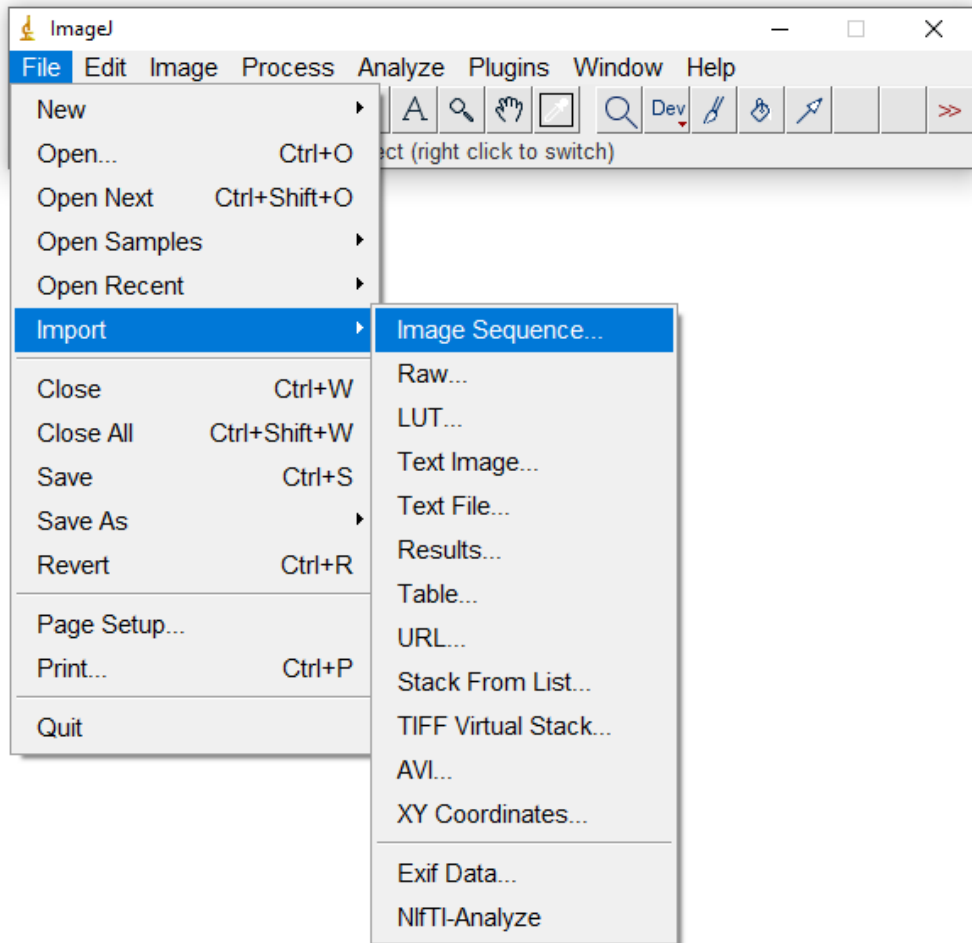 ImageJ
File Edit Image Process Analyze Plugins Window Help
A Dev >>
ect (right click to switch)
New
Open... Ctrl+O
Open Next Ctrl+Shift+O
Open Samples
Open Recent
Import
Close Ctrl+W
Close All Ctrl+Shift+W
Save Ctrl+S
Save As
Revert Ctrl+R
Page Setup...
Print... Ctrl+P
Quit
Image Sequence...
Raw...
LUT...
Text Image...
Text File...
Results...
Table...
URL...
Stack From List...
TIFF Virtual Stack...
AVI...
XY Coordinates...
Exif Data...
NIfTI-Analyze